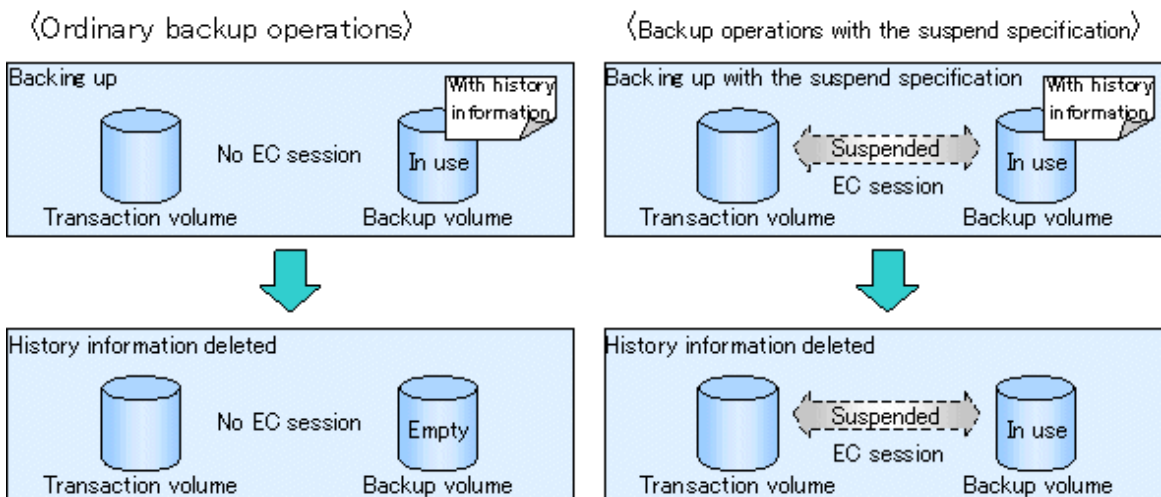 〈Ordinary backup operations〉
Backing up
With history
information
No EC session
In use
Transaction volume
Backup volume
History information deleted
No EC session
Empty
Transaction volume
Backup volume
〈Backup operations with the suspend specification〉
Backing up with the suspend specification
With history
information
Suspended
EC session
In use
Transaction volume
Backup volume
History information deleted
Suspended
EC session
In use
Transaction volume
Backup volume